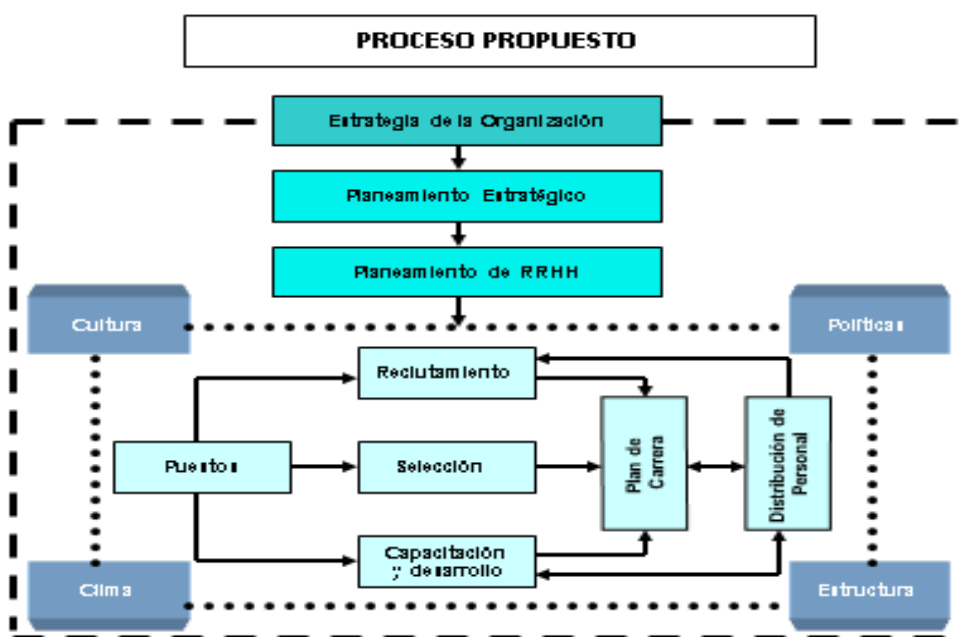 PROCESO PROPUESTO
Estrategia de la Organización
Planeamiento Estratégico
Planeamiento de RRHH
Cultura
Políticas
Reclutamiento
Puestos
Selección
Plan de
Carrera
Distribución de
Personal
Capacitación
y desarrollo
Clima
Estructura